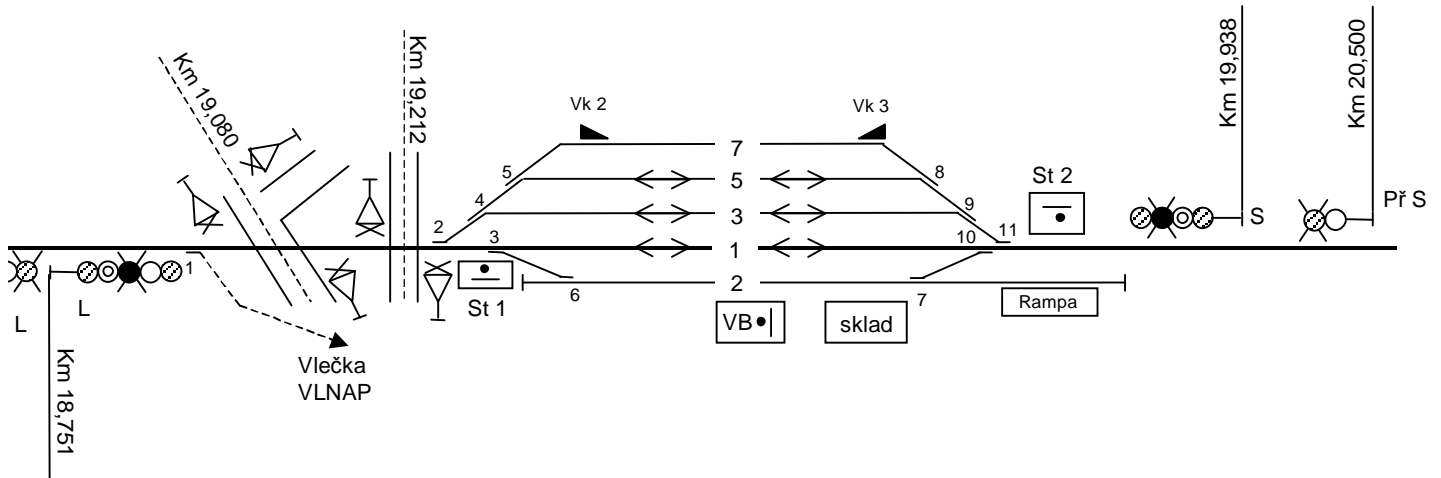 Km 19,080
Km 19,212
Km 19,938
Km 20,500
Vk 2
Vk 3
7
5
8
St 2
5
4
9
Př S
3
S
2
3
1
10
11
1
L
L
St 1
6
2
7
Rampa
VB
sklad
Vlečka
VLNAP
Km 18,751